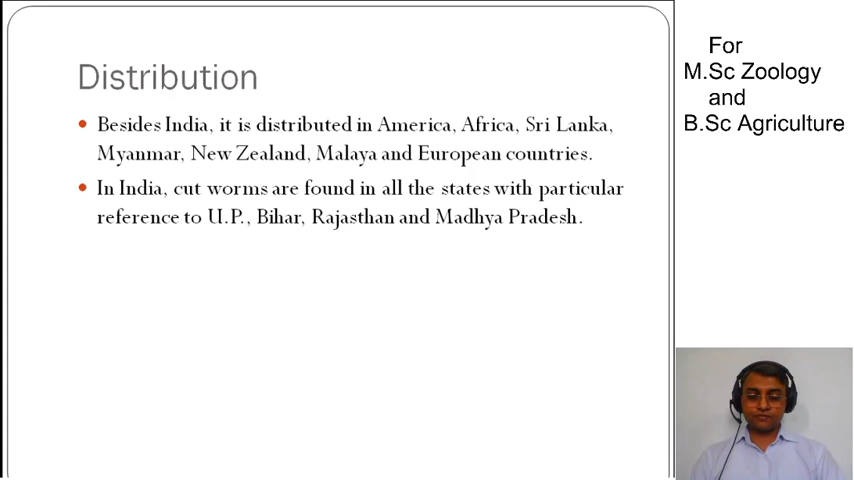 Distribution
Besides India, it is distributed in America, Africa, Sri Lanka,
Myanmar, New Zealand, Malaya and European countries.
In India, cut worms are found in all the states with particular
reference to U.P., Bihar, Rajasthan and Madhya Pradesh.
For
M.Sc Zoology
and
B.Sc Agriculture